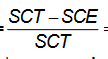 = SCT − SCE =
SCT